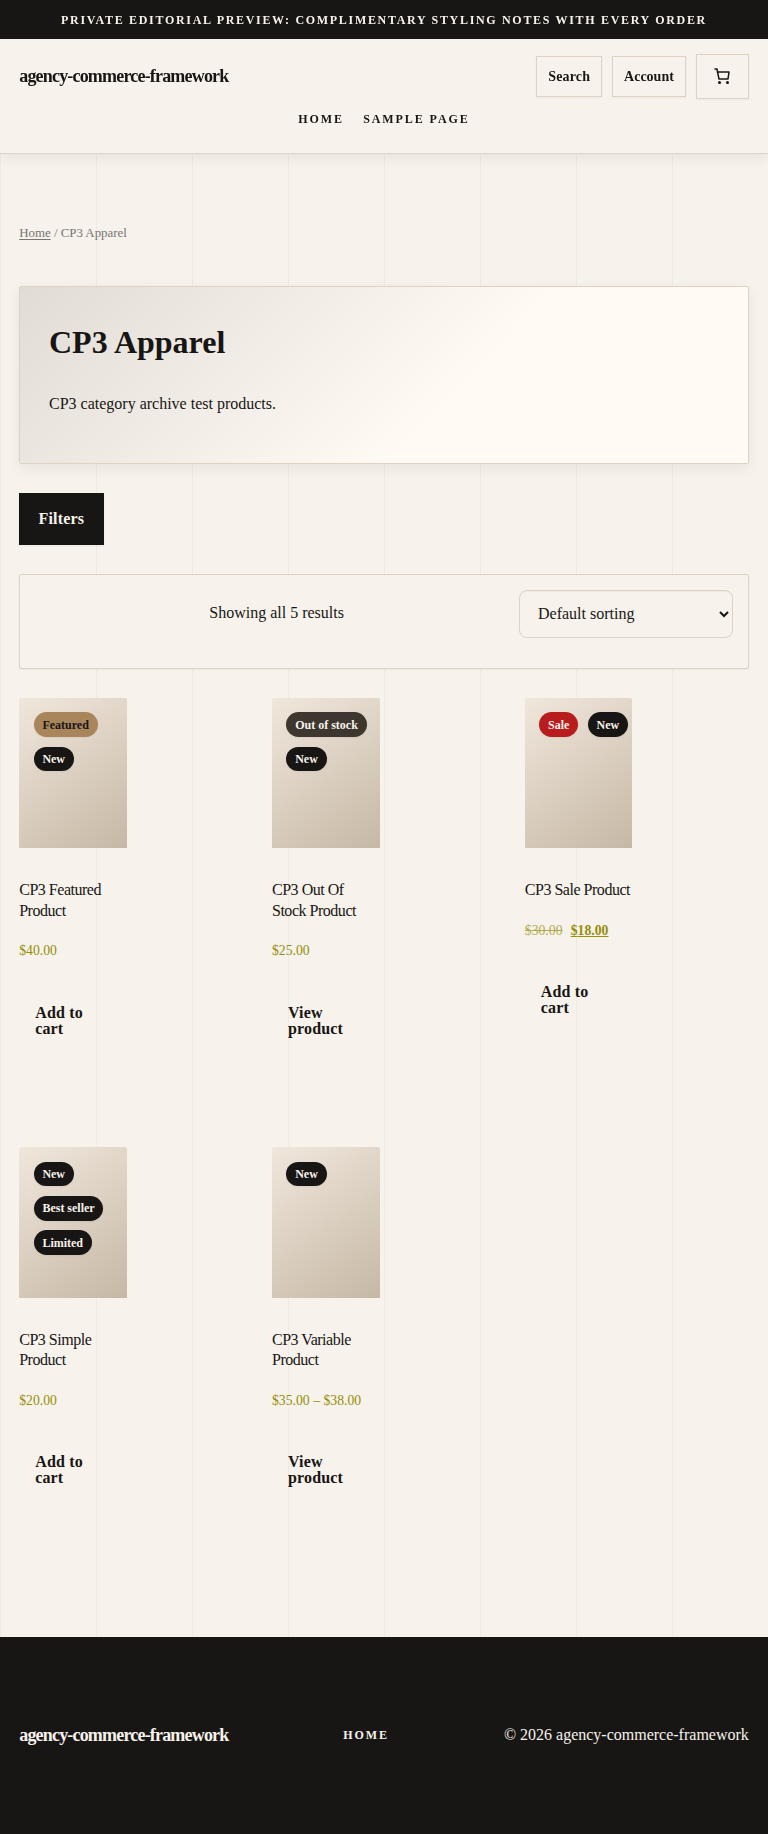 PRIVATE EDITORIAL PREVIEW: COMPLIMENTARY STYLING NOTES WITH EVERY ORDER
agency-commerce-framework
Search
Account
HOME
SAMPLE PAGE
Home / CP3 Apparel
CP3 Apparel
CP3 category archive test products.
Filters
Showing all 5 results
Default sorting
Featured
New
CP3 Featured
Product
$40.00
Add to
cart
Out of stock
New
CP3 Out Of
Stock Product
$25.00
View
product
Sale
New
CP3 Sale Product
$30.00 $18.00
Add to
cart
New
Best seller
Limited
CP3 Simple
Product
$20.00
Add to
cart
New
CP3 Variable
Product
$35.00 – $38.00
View
product
agency-commerce-framework
HOME
© 2026 agency-commerce-framework